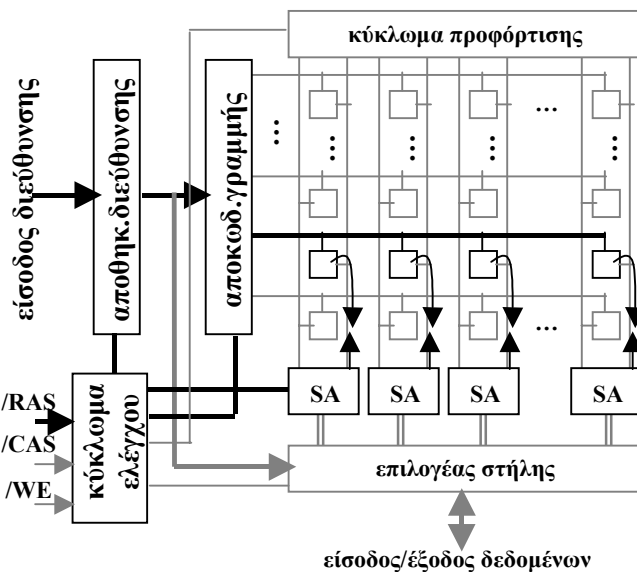 κύκλωμα προφόρτισης
είσοδος διεύθυνσης
αποθηκ.διεύθυνσης
αποκωδ.γραμμής
...
...
...
...
...
...
...
/RAS
/CAS
/WE
κύκλωμα
ελέγχου
SA
SA
SA
SA
επιλογέας στήλης
είσοδος/έξοδος δεδομένων